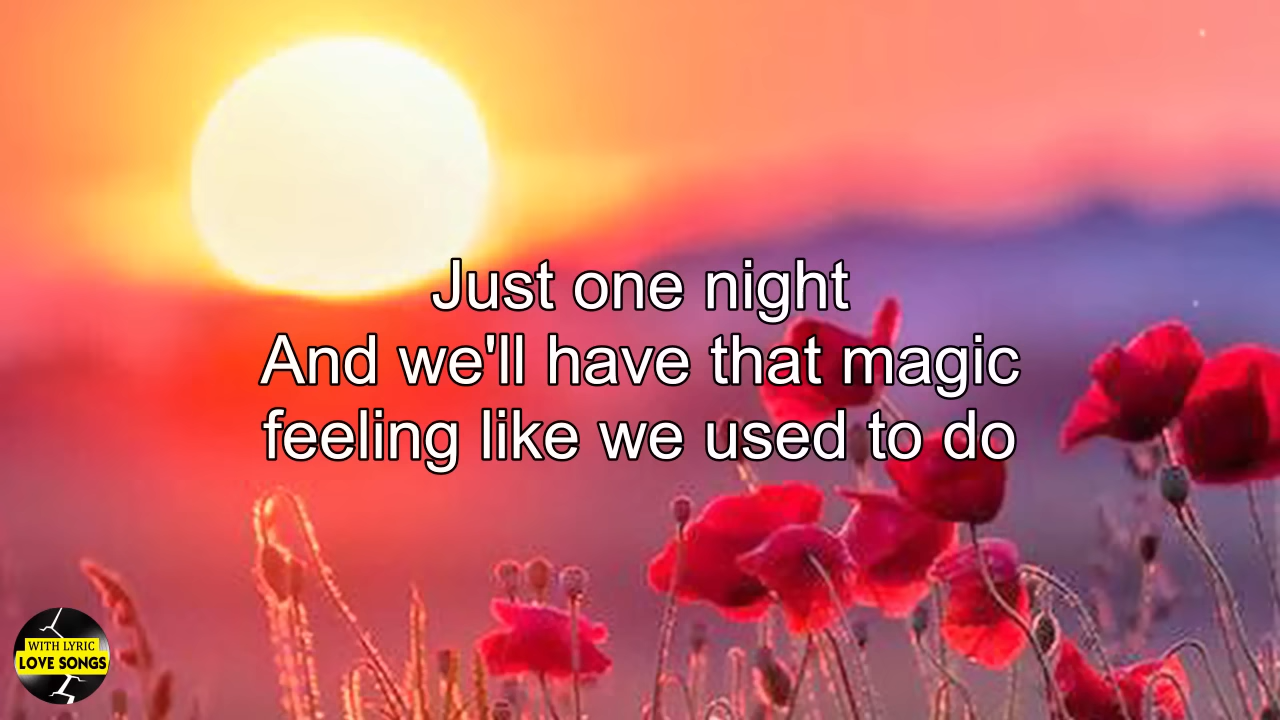 Just one night
And we'll have that magic
feeling like we used to do
WITH LYRIC
LOVE SONGS